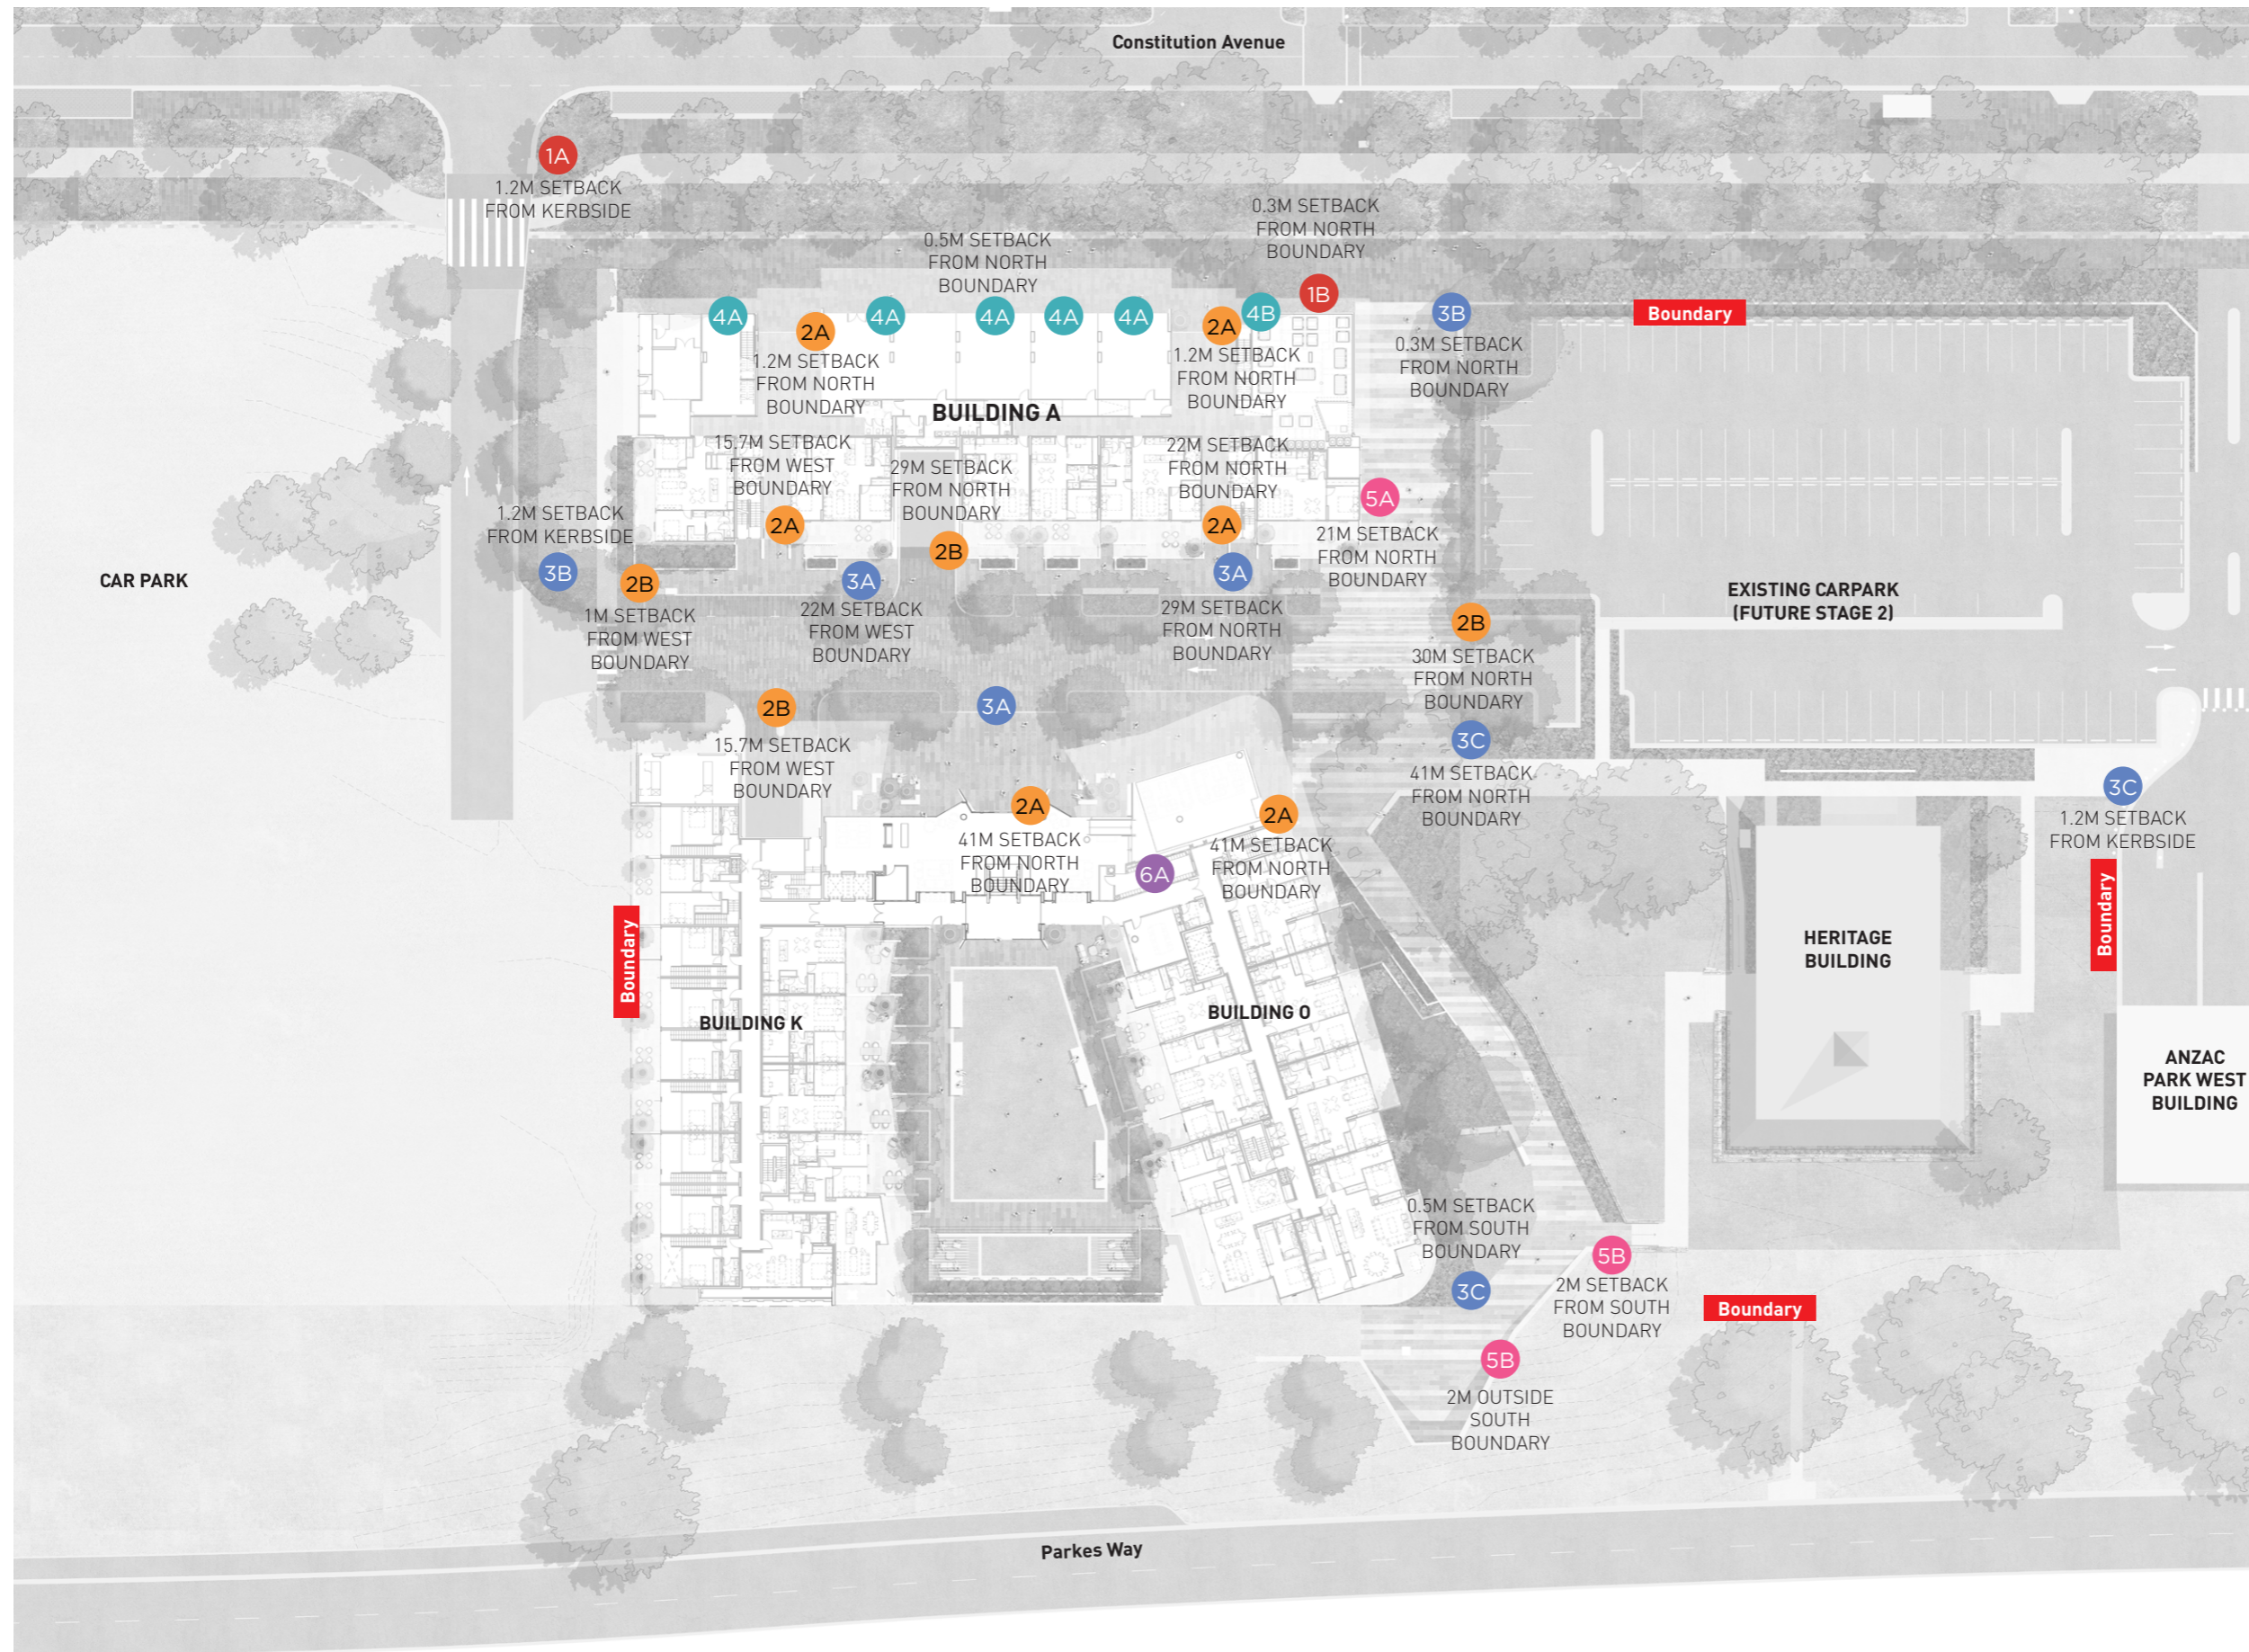 Constitution Avenue
1A
1.2M SETBACK
FROM KERBSIDE
0.3M SETBACK
FROM NORTH
BOUNDARY
0.5M SETBACK
FROM NORTH
BOUNDARY
1B
4A
2A
4A
4A
4A
4A
2A
4B
3B
Boundary
1.2M SETBACK
FROM NORTH
BOUNDARY
1.2M SETBACK
FROM NORTH
BOUNDARY
0.3M SETBACK
FROM NORTH
BOUNDARY
BUILDING A
15.7M SETBACK
FROM WEST
BOUNDARY
29M SETBACK
FROM NORTH
BOUNDARY
22M SETBACK
FROM NORTH
BOUNDARY
5A
21M SETBACK
FROM NORTH
BOUNDARY
1.2M SETBACK
FROM KERBSIDE
2A
2B
2A
3B
2B
3A
3A
CAR PARK
1M SETBACK
FROM WEST
BOUNDARY
22M SETBACK
FROM WEST
BOUNDARY
29M SETBACK
FROM NORTH
BOUNDARY
EXISTING CARPARK
(FUTURE STAGE 2)
2B
30M SETBACK
FROM NORTH
BOUNDARY
2B
3A
15.7M SETBACK
FROM WEST
BOUNDARY
3C
41M SETBACK
FROM NORTH
BOUNDARY
3C
1.2M SETBACK
FROM KERBSIDE
2A
41M SETBACK
FROM NORTH
BOUNDARY
2A
41M SETBACK
FROM NORTH
BOUNDARY
6A
Boundary
Boundary
HERITAGE
BUILDING
BUILDING K
BUILDING O
ANZAC
PARK WEST
BUILDING
0.5M SETBACK
FROM SOUTH
BOUNDARY
3C
5B
2M SETBACK
FROM SOUTH
BOUNDARY
Boundary
5B
2M OUTSIDE
SOUTH
BOUNDARY
Parkes Way